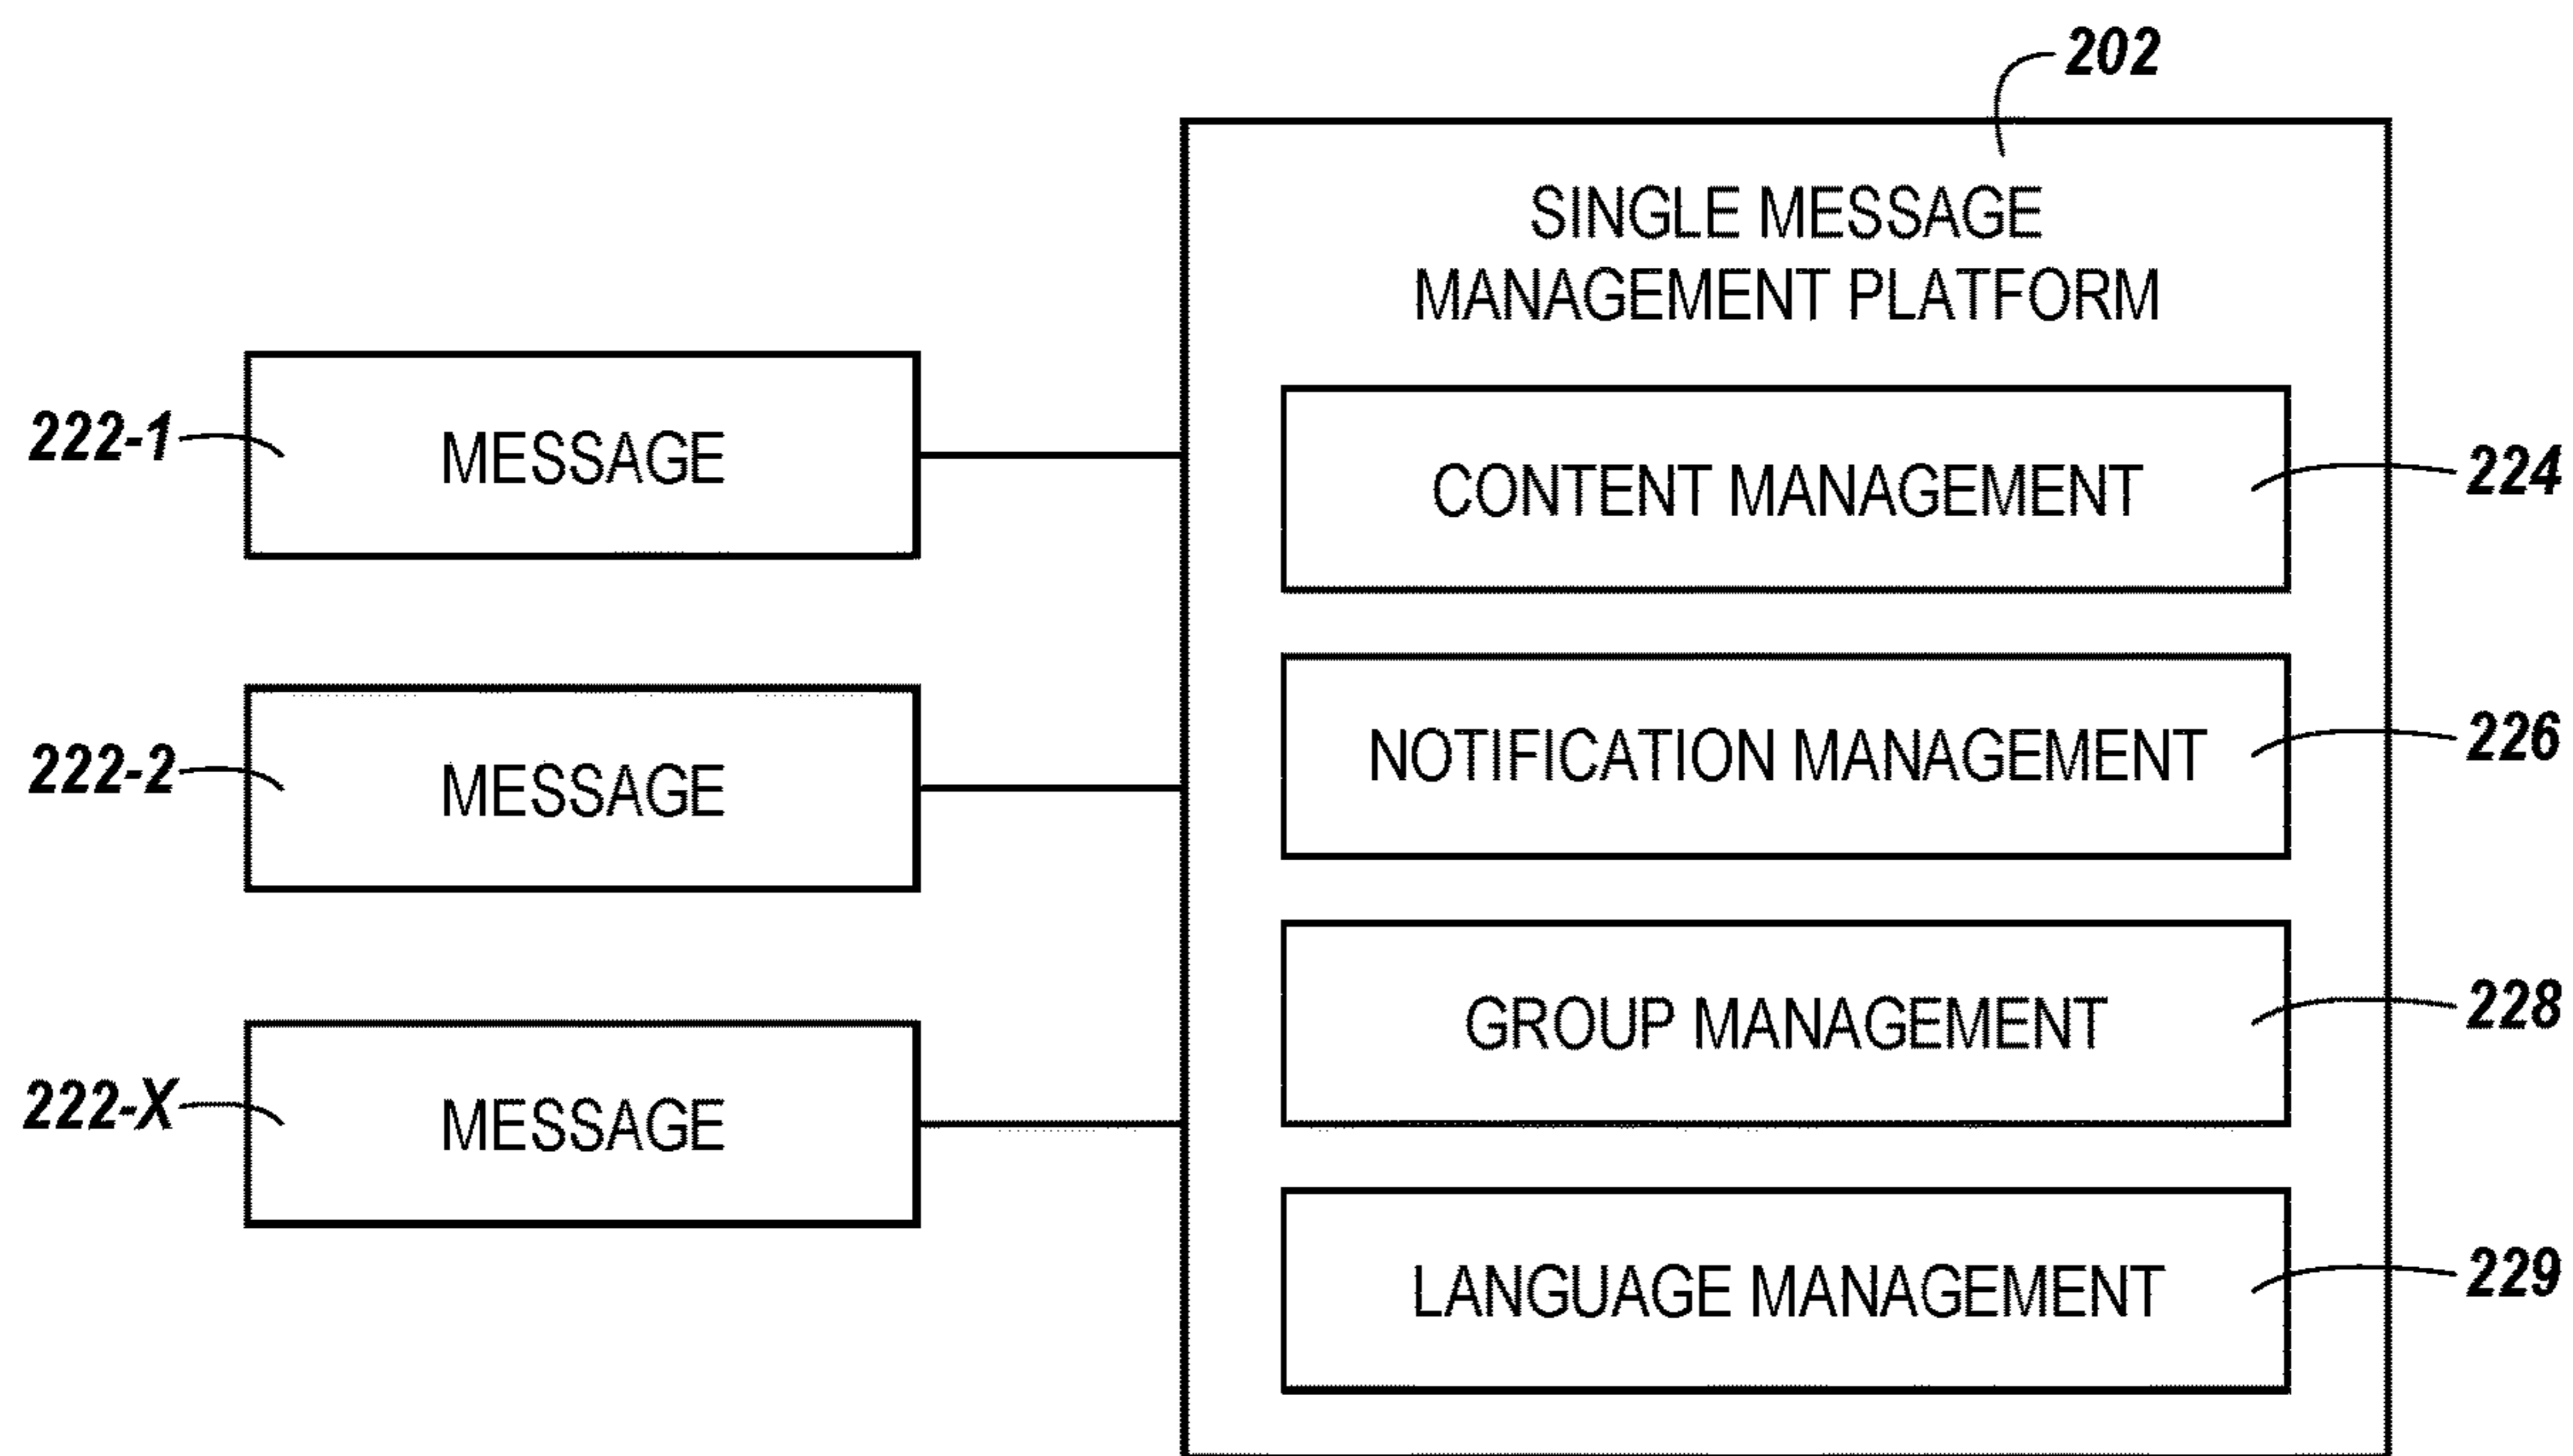 202
SINGLE MESSAGE
MANAGEMENT PLATFORM
222-1
MESSAGE
CONTENT MANAGEMENT
224
222-2
MESSAGE
NOTIFICATION MANAGEMENT
226
222-X
MESSAGE
GROUP MANAGEMENT
228
LANGUAGE MANAGEMENT
229